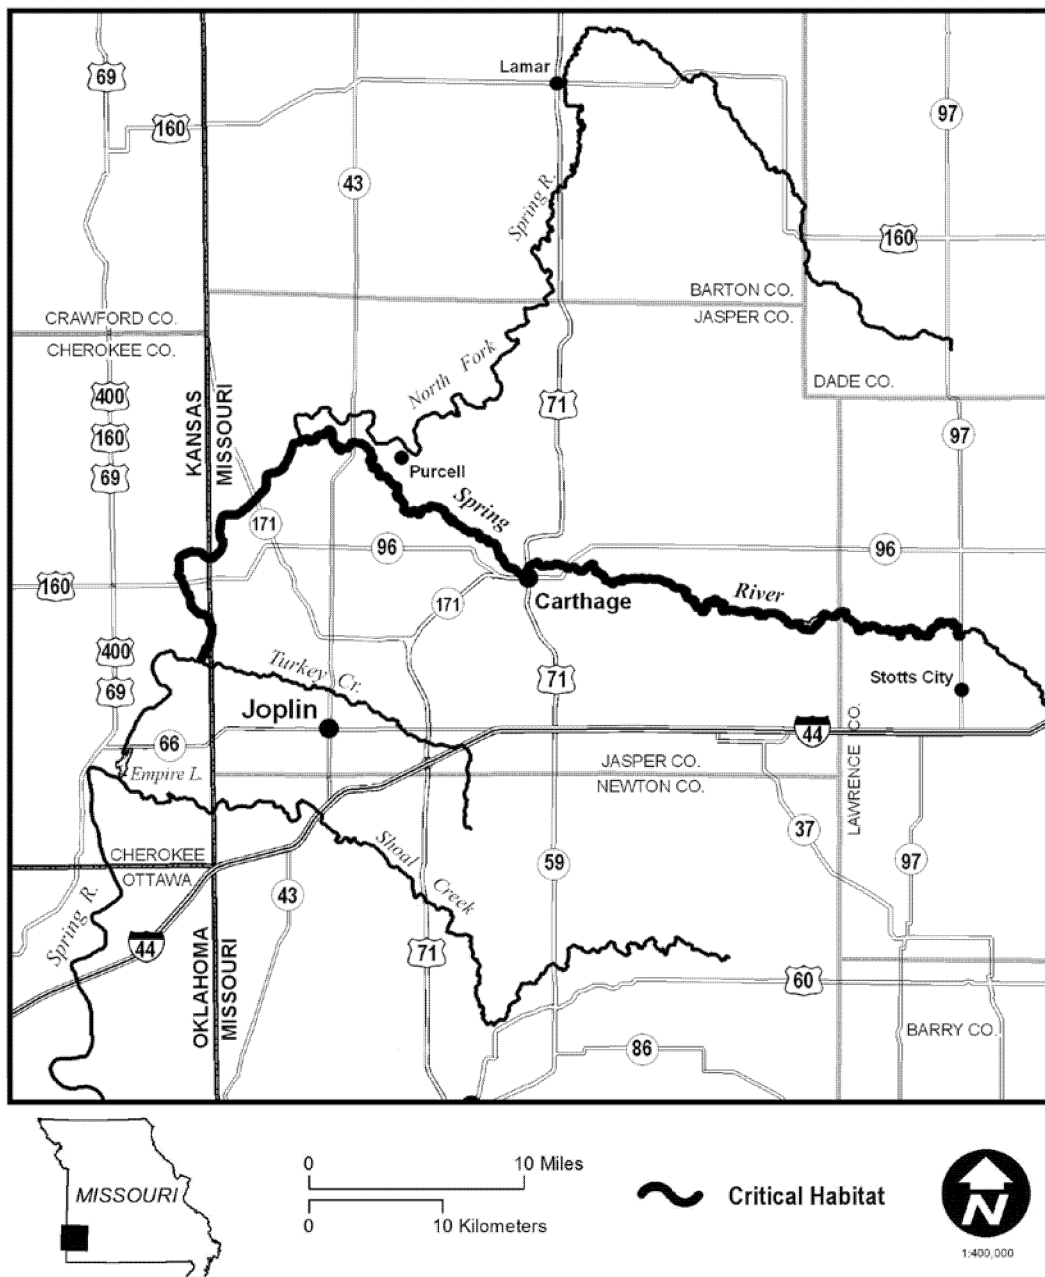 Lamar
69
160
97
43
Spring R.
160
BARTON CO.
JASPER CO.
CRAWFORD CO.
CHEROKEE CO.
North Fork
DADE CO.
400
71
160
97
69
KANSAS
MISSOURI
Purcell
Spring
171
96
96
160
River
Carthage
171
400
Turkey Cr.
71
Stotts City
69
Joplin
44
66
Empire L.
JASPER CO.
NEWTON CO.
LAWRENCE CO.
37
Shoal Creek
CHEROKEE
OTTAWA
59
97
43
Spring R.
44
71
OKLAHOMA
MISSOURI
60
BARRY CO.
86
MISSOURI
0
10 Miles
0
10 Kilometers
Critical Habitat
N
1:400,000